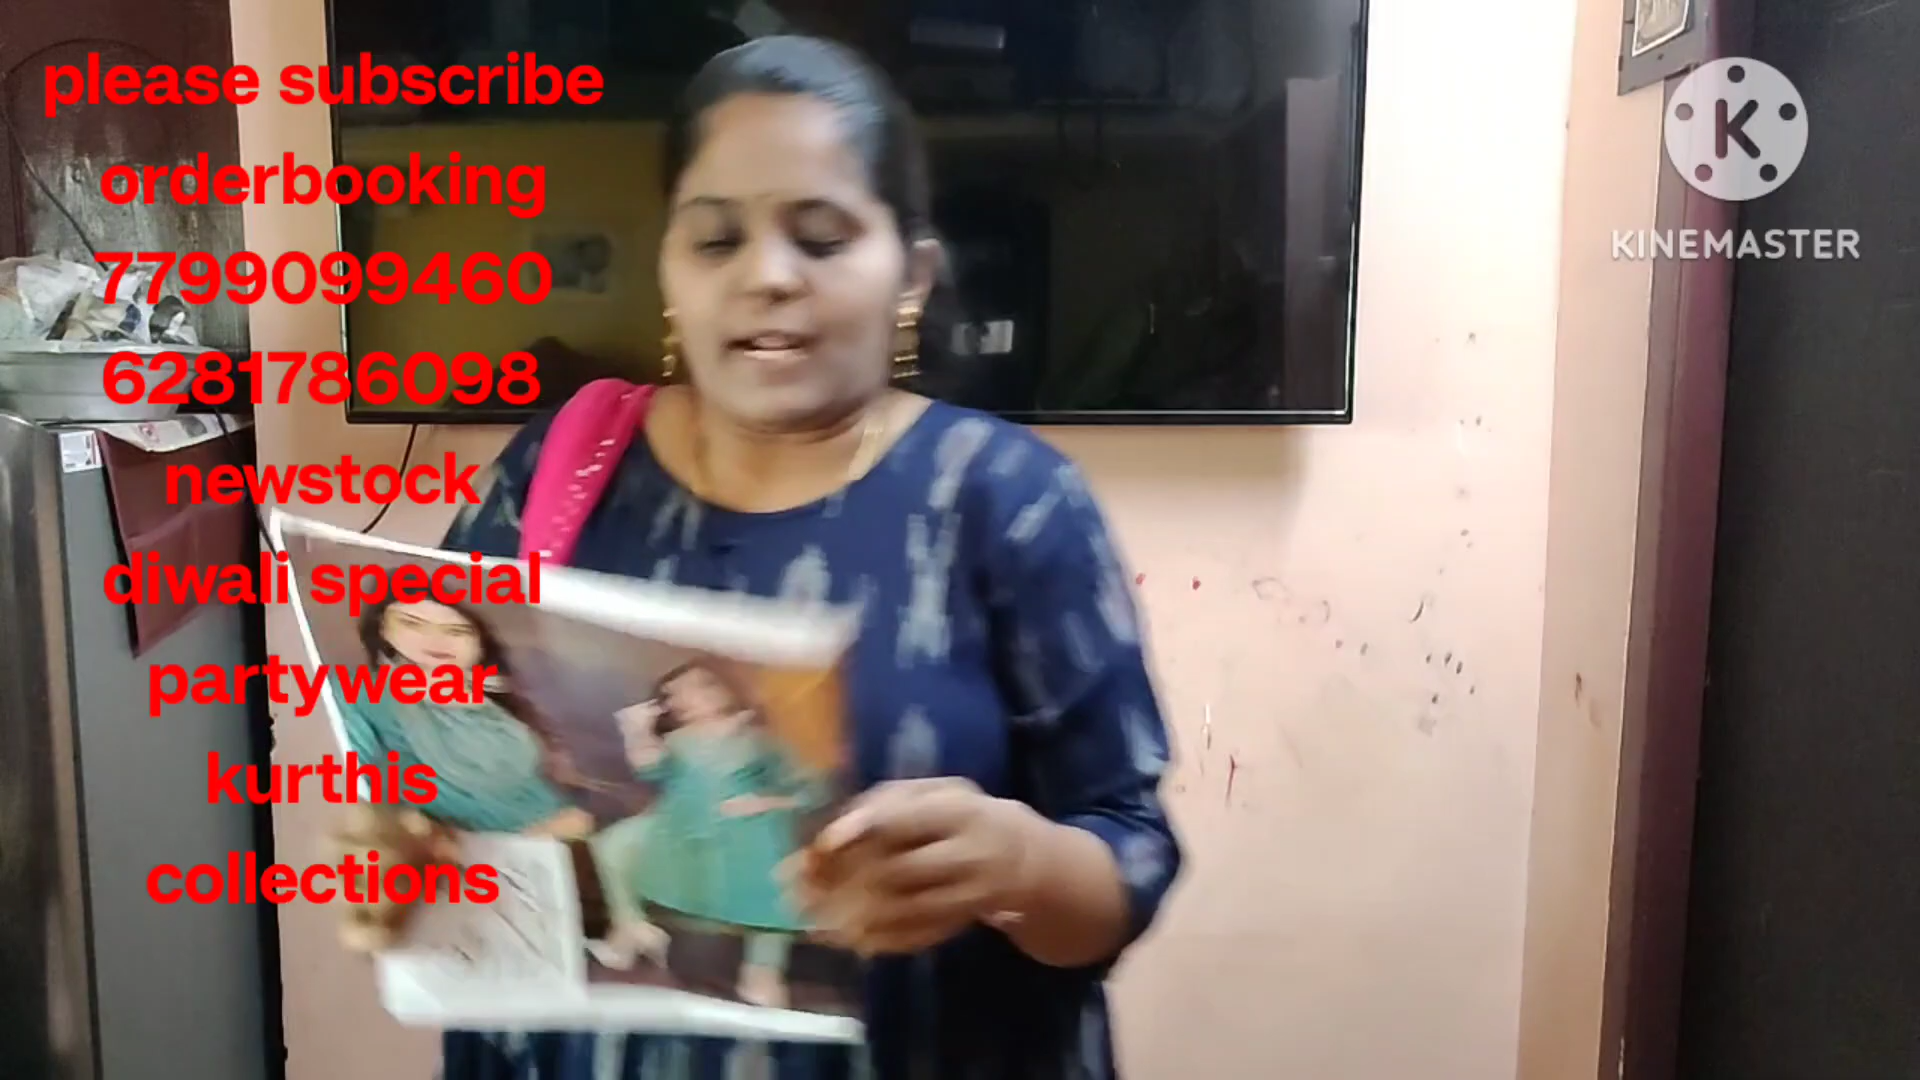 please subscribe
orderbooking
7799099460
6281786098
newstock
diwali special
partywear
kurthis
collections
K
KINEMASTER